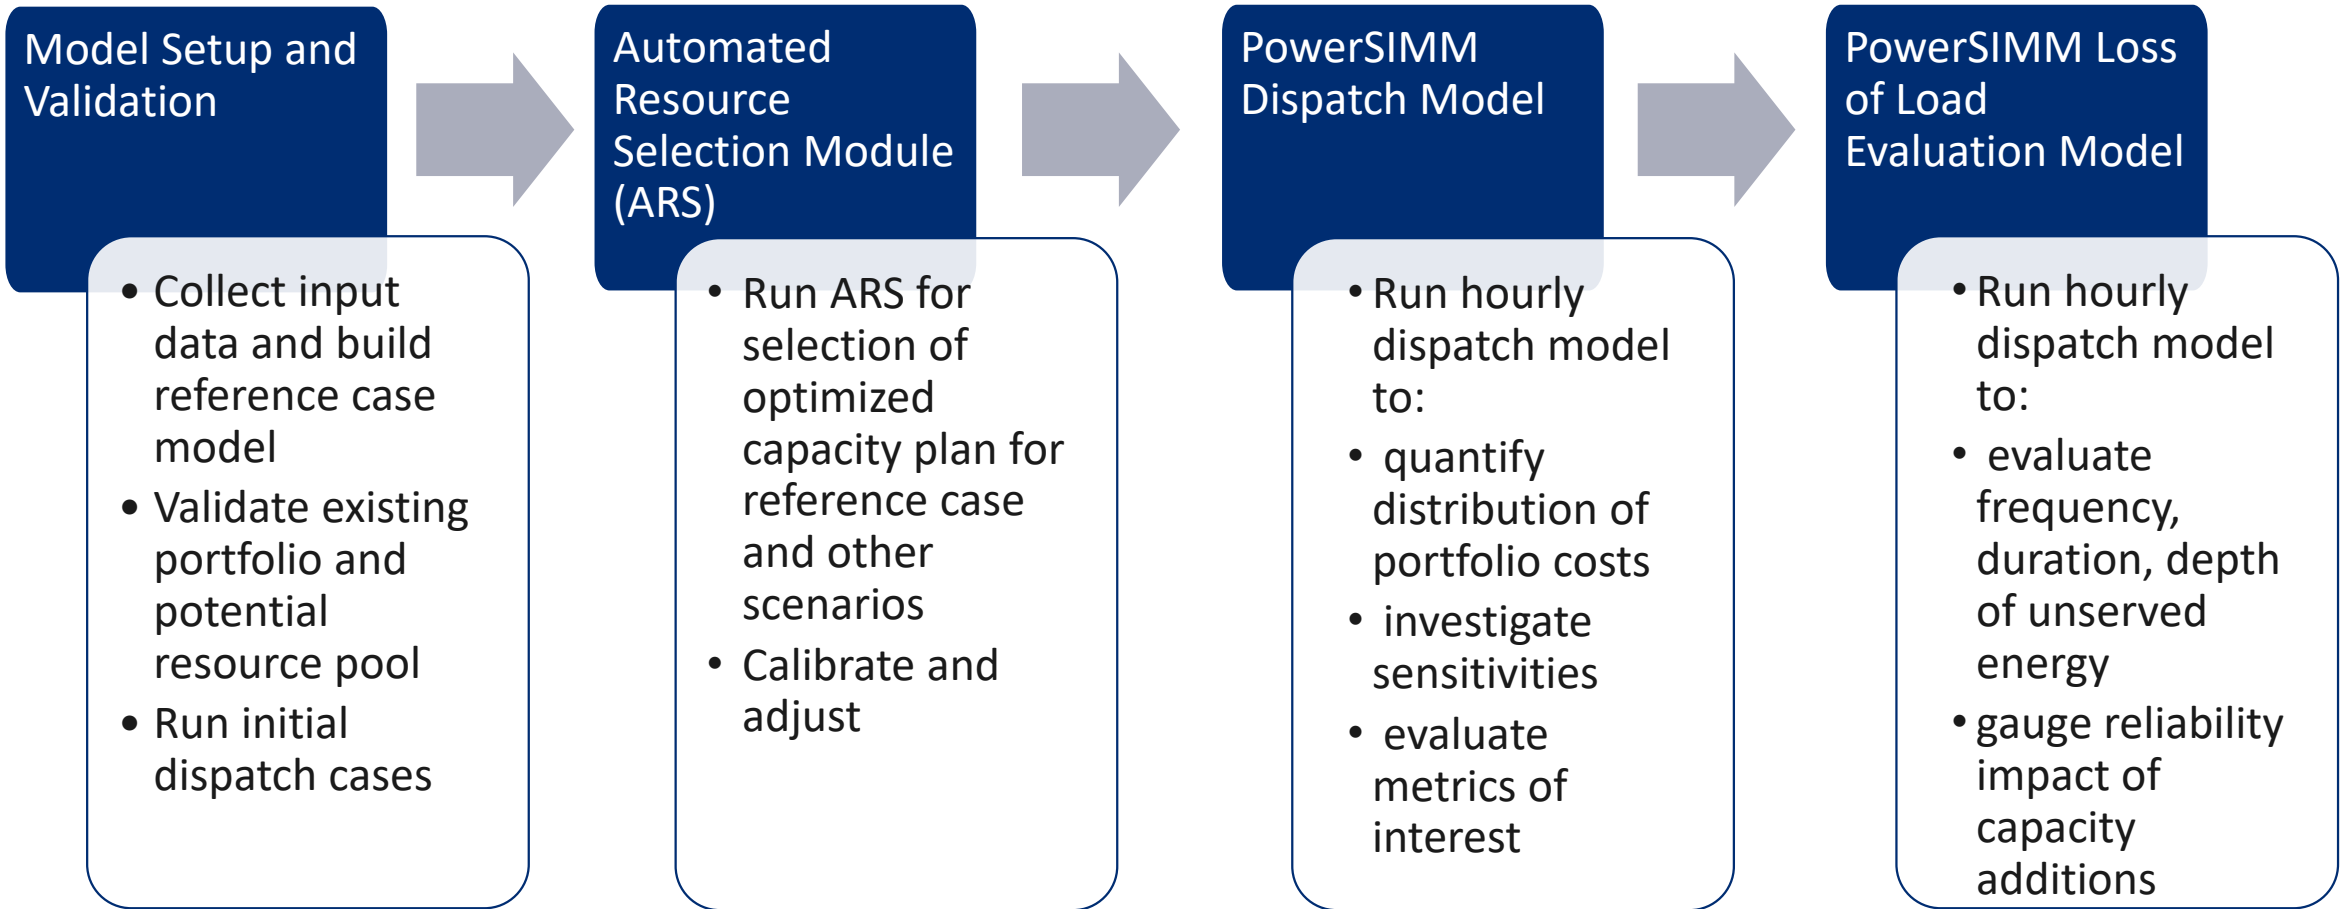 Model Setup and
Validation
• Collect input
data and build
reference case
model
• Validate existing
portfolio and
potential
resource pool
• Run initial
dispatch cases
Automated
Resource
Selection Module
(ARS)
• Run ARS for
selection of
optimized
capacity plan for
reference case
and other
scenarios
• Calibrate and
adjust
PowerSIMM
Dispatch Model
• Run hourly
dispatch model
to:
• quantify
distribution of
portfolio costs
• investigate
sensitivities
• evaluate
metrics of
interest
PowerSIMM Loss
of Load
Evaluation Model
• Run hourly
dispatch model
to:
• evaluate
frequency,
duration, depth
of unserved
energy
• gauge reliability
impact of
capacity
additions